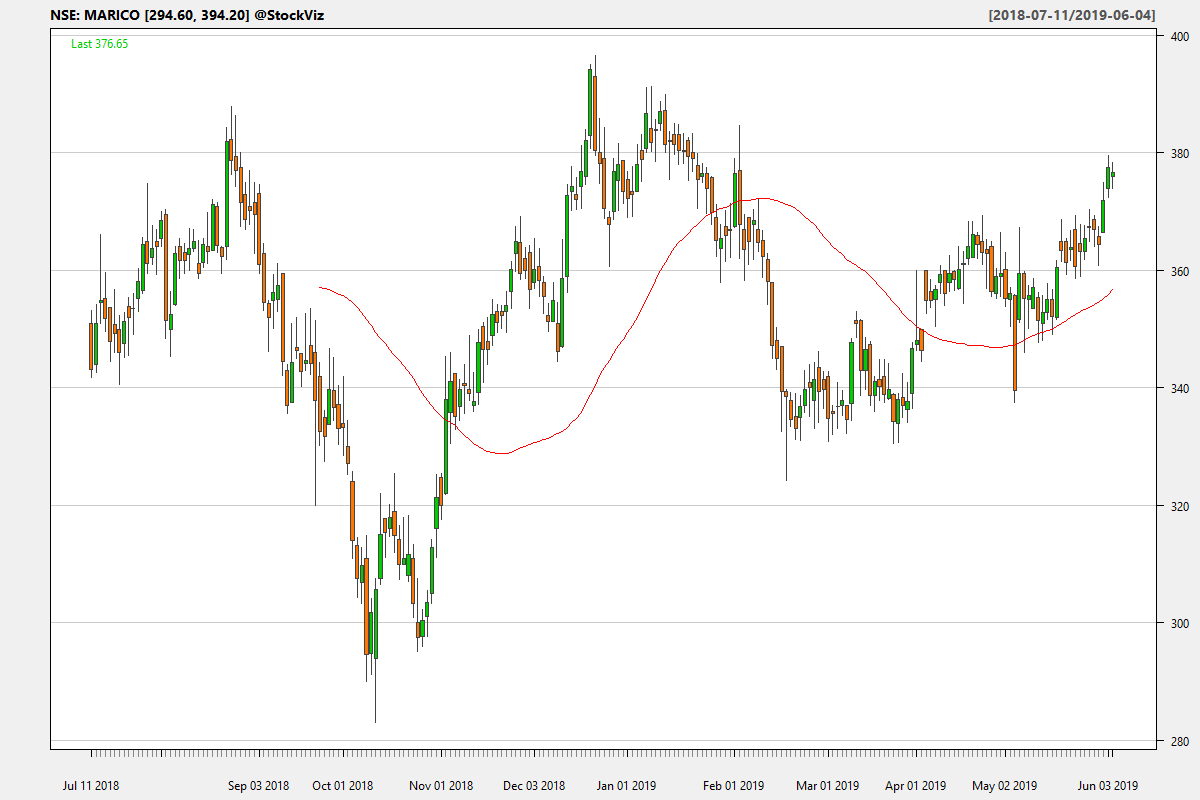 NSE: MARICO [294.60, 394.20] @StockViz
[2018-07-11/2019-06-04]
Last 376.65
400
380
360
340
320
300
280
Jul 11 2018
Sep 03 2018
Oct 01 2018
Nov 01 2018
Dec 03 2018
Jan 01 2019
Feb 01 2019
Mar 01 2019
Apr 01 2019
May 02 2019
Jun 03 2019